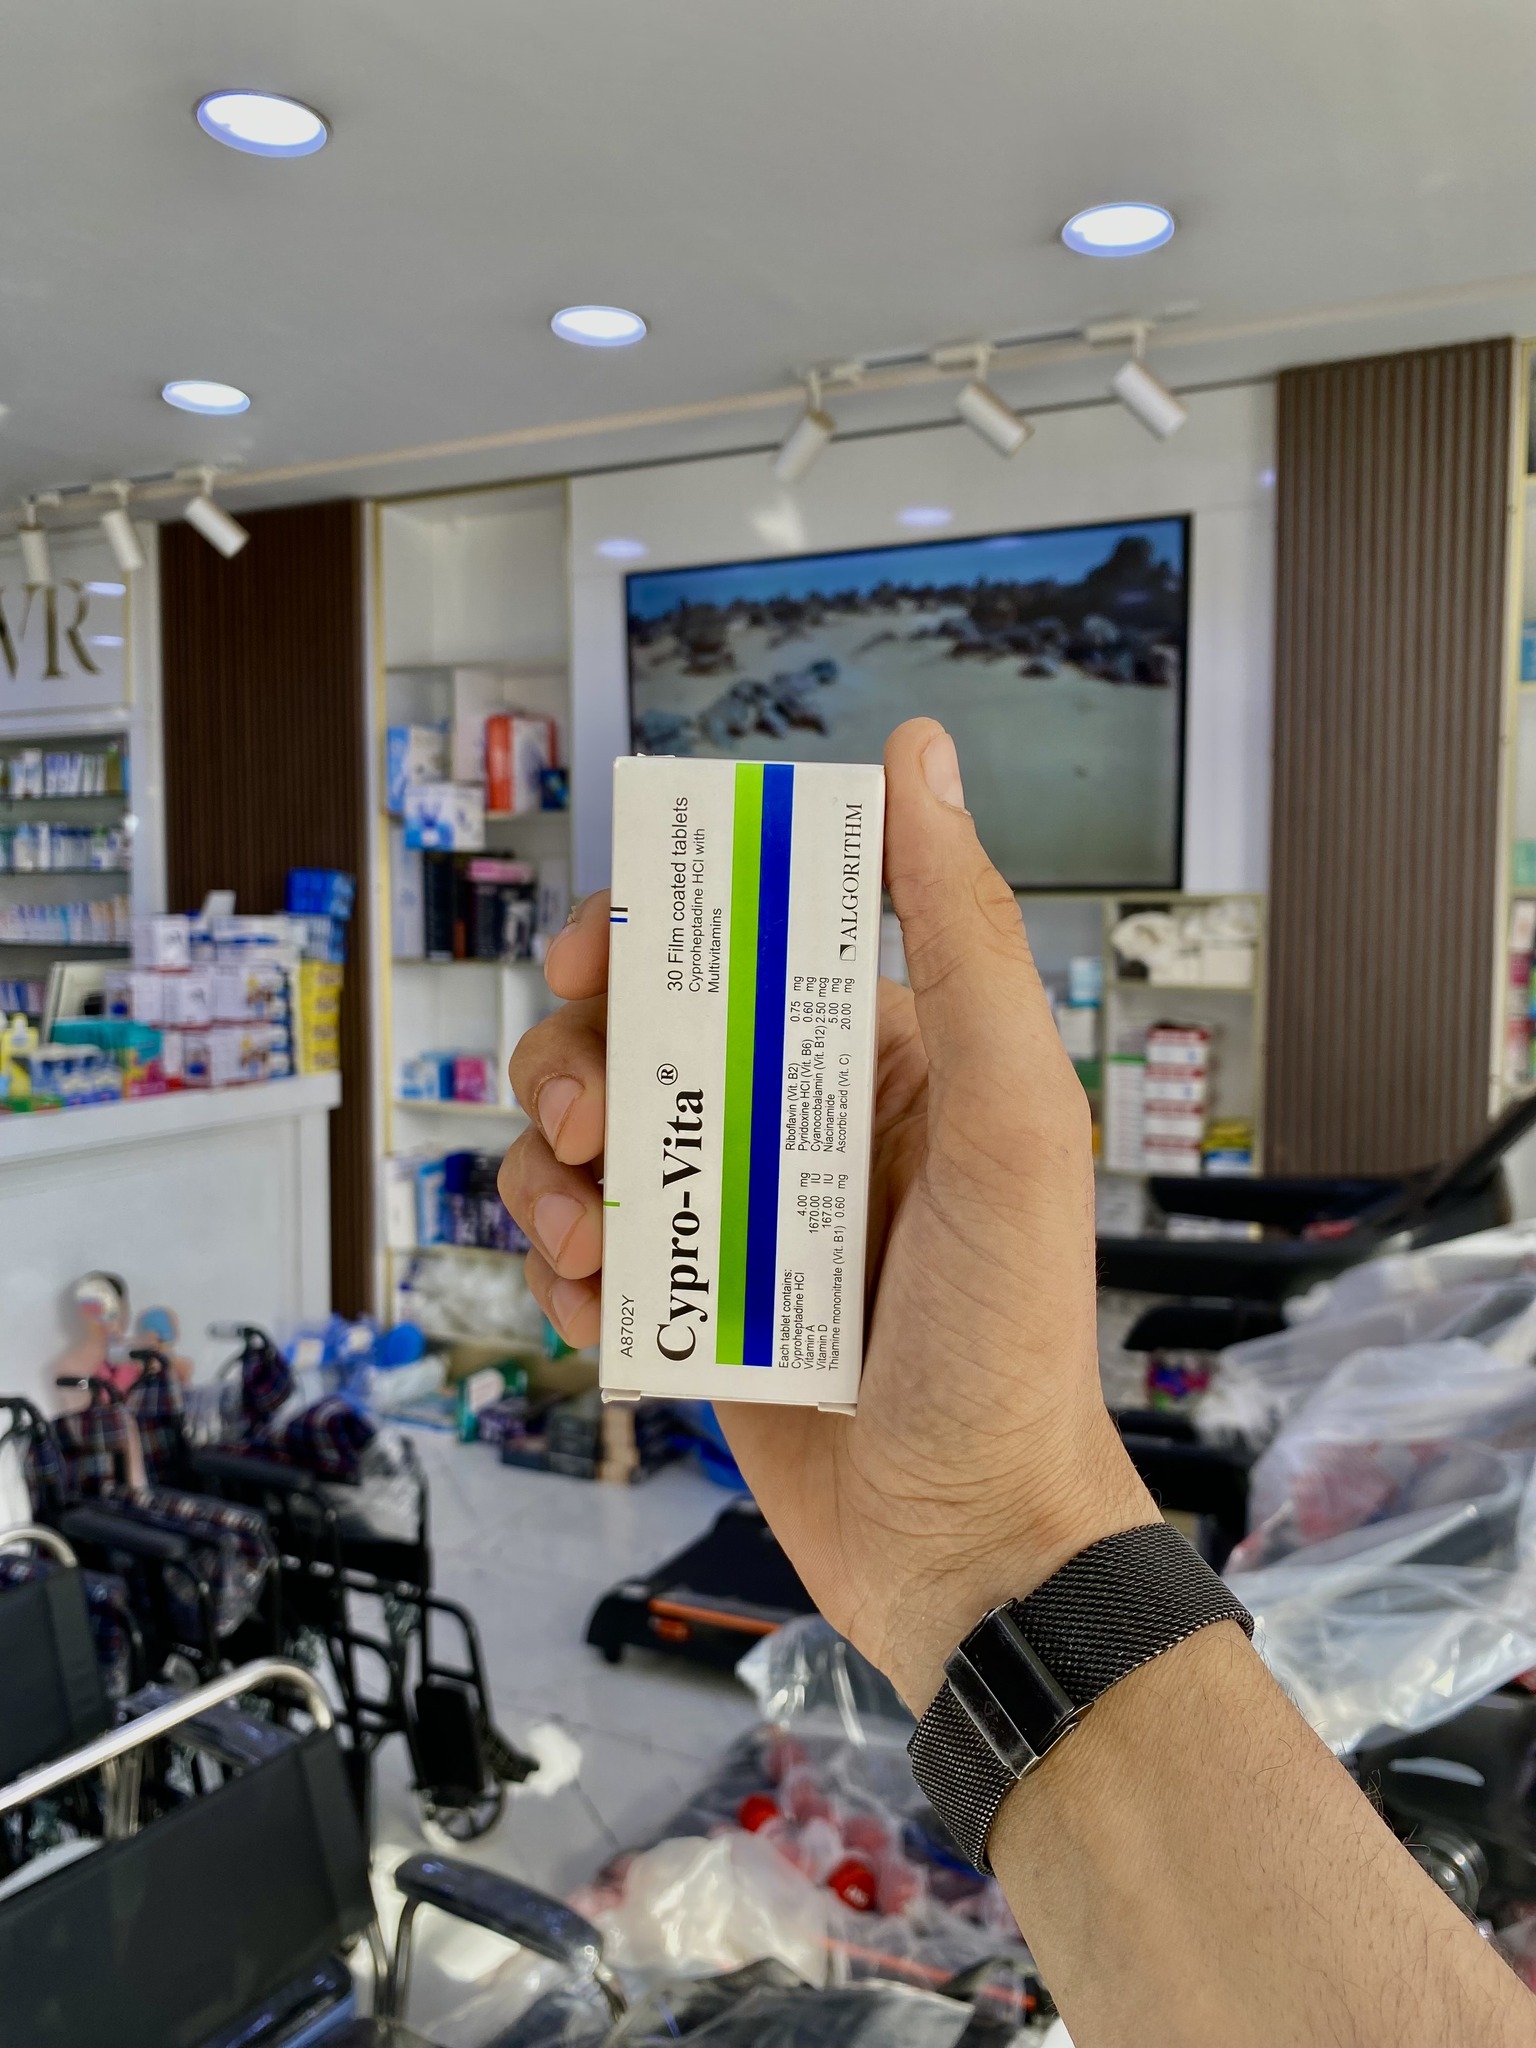 VR
A8702Y
Cypro-Vita®
30 Film coated tablets
Cyproheptadine HCl with
Multivitamins
Each tablet contains:
Cyproheptadine HCl 4.00 mg
Vitamin A 1670.00 IU
Vitamin D 167.00 IU
Thiamine mononitrate (Vit. B1) 0.60 mg
Riboflavin (Vit. B2) 0.75 mg
Pyridoxine HCl (Vit. B6) 0.60 mg
Cyanocobalamin (Vit. B12) 2.50 mcg
Niacinamide 5.00 mg
Ascorbic acid (Vit. C) 20.00 mg
ALGORITHM